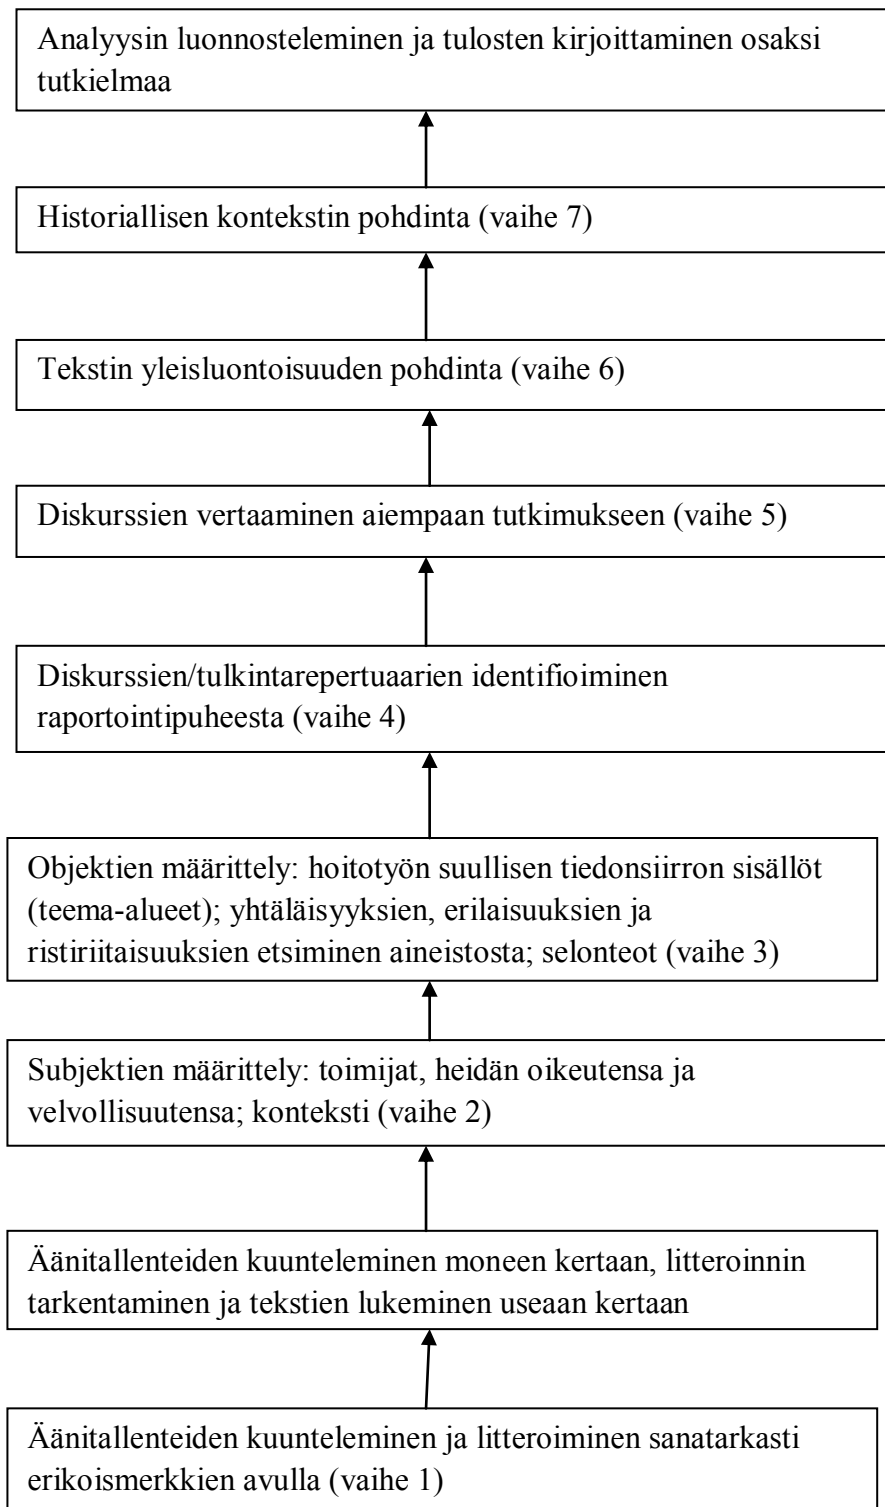 Analyysin luonnosteleminen ja tulosten kirjoittaminen osaksi
tutkielmaa
Historiallisen kontekstin pohdinta (vaihe 7)
Tekstin yleisluontoisuuden pohdinta (vaihe 6)
Diskurssien vertaaminen aiempaan tutkimukseen (vaihe 5)
Diskurssien/tulkintarepertuaarien identifioiminen
raportointipuheesta (vaihe 4)
Objektien määrittely: hoitotyön suullisen tiedonsiirron sisällöt
(teema-alueet); yhtäläisyyksien, erilaisuuksien ja
ristiriitaisuuksien etsiminen aineistosta; selonteot (vaihe 3)
Subjektien määrittely: toimijat, heidän oikeutensa ja
velvollisuutensa; konteksti (vaihe 2)
Äänitallenteiden kuunteleminen moneen kertaan, litteroinnin
tarkentaminen ja tekstien lukeminen useaan kertaan
Äänitallenteiden kuunteleminen ja litteroiminen sanatarkasti
erikoismerkkien avulla (vaihe 1)